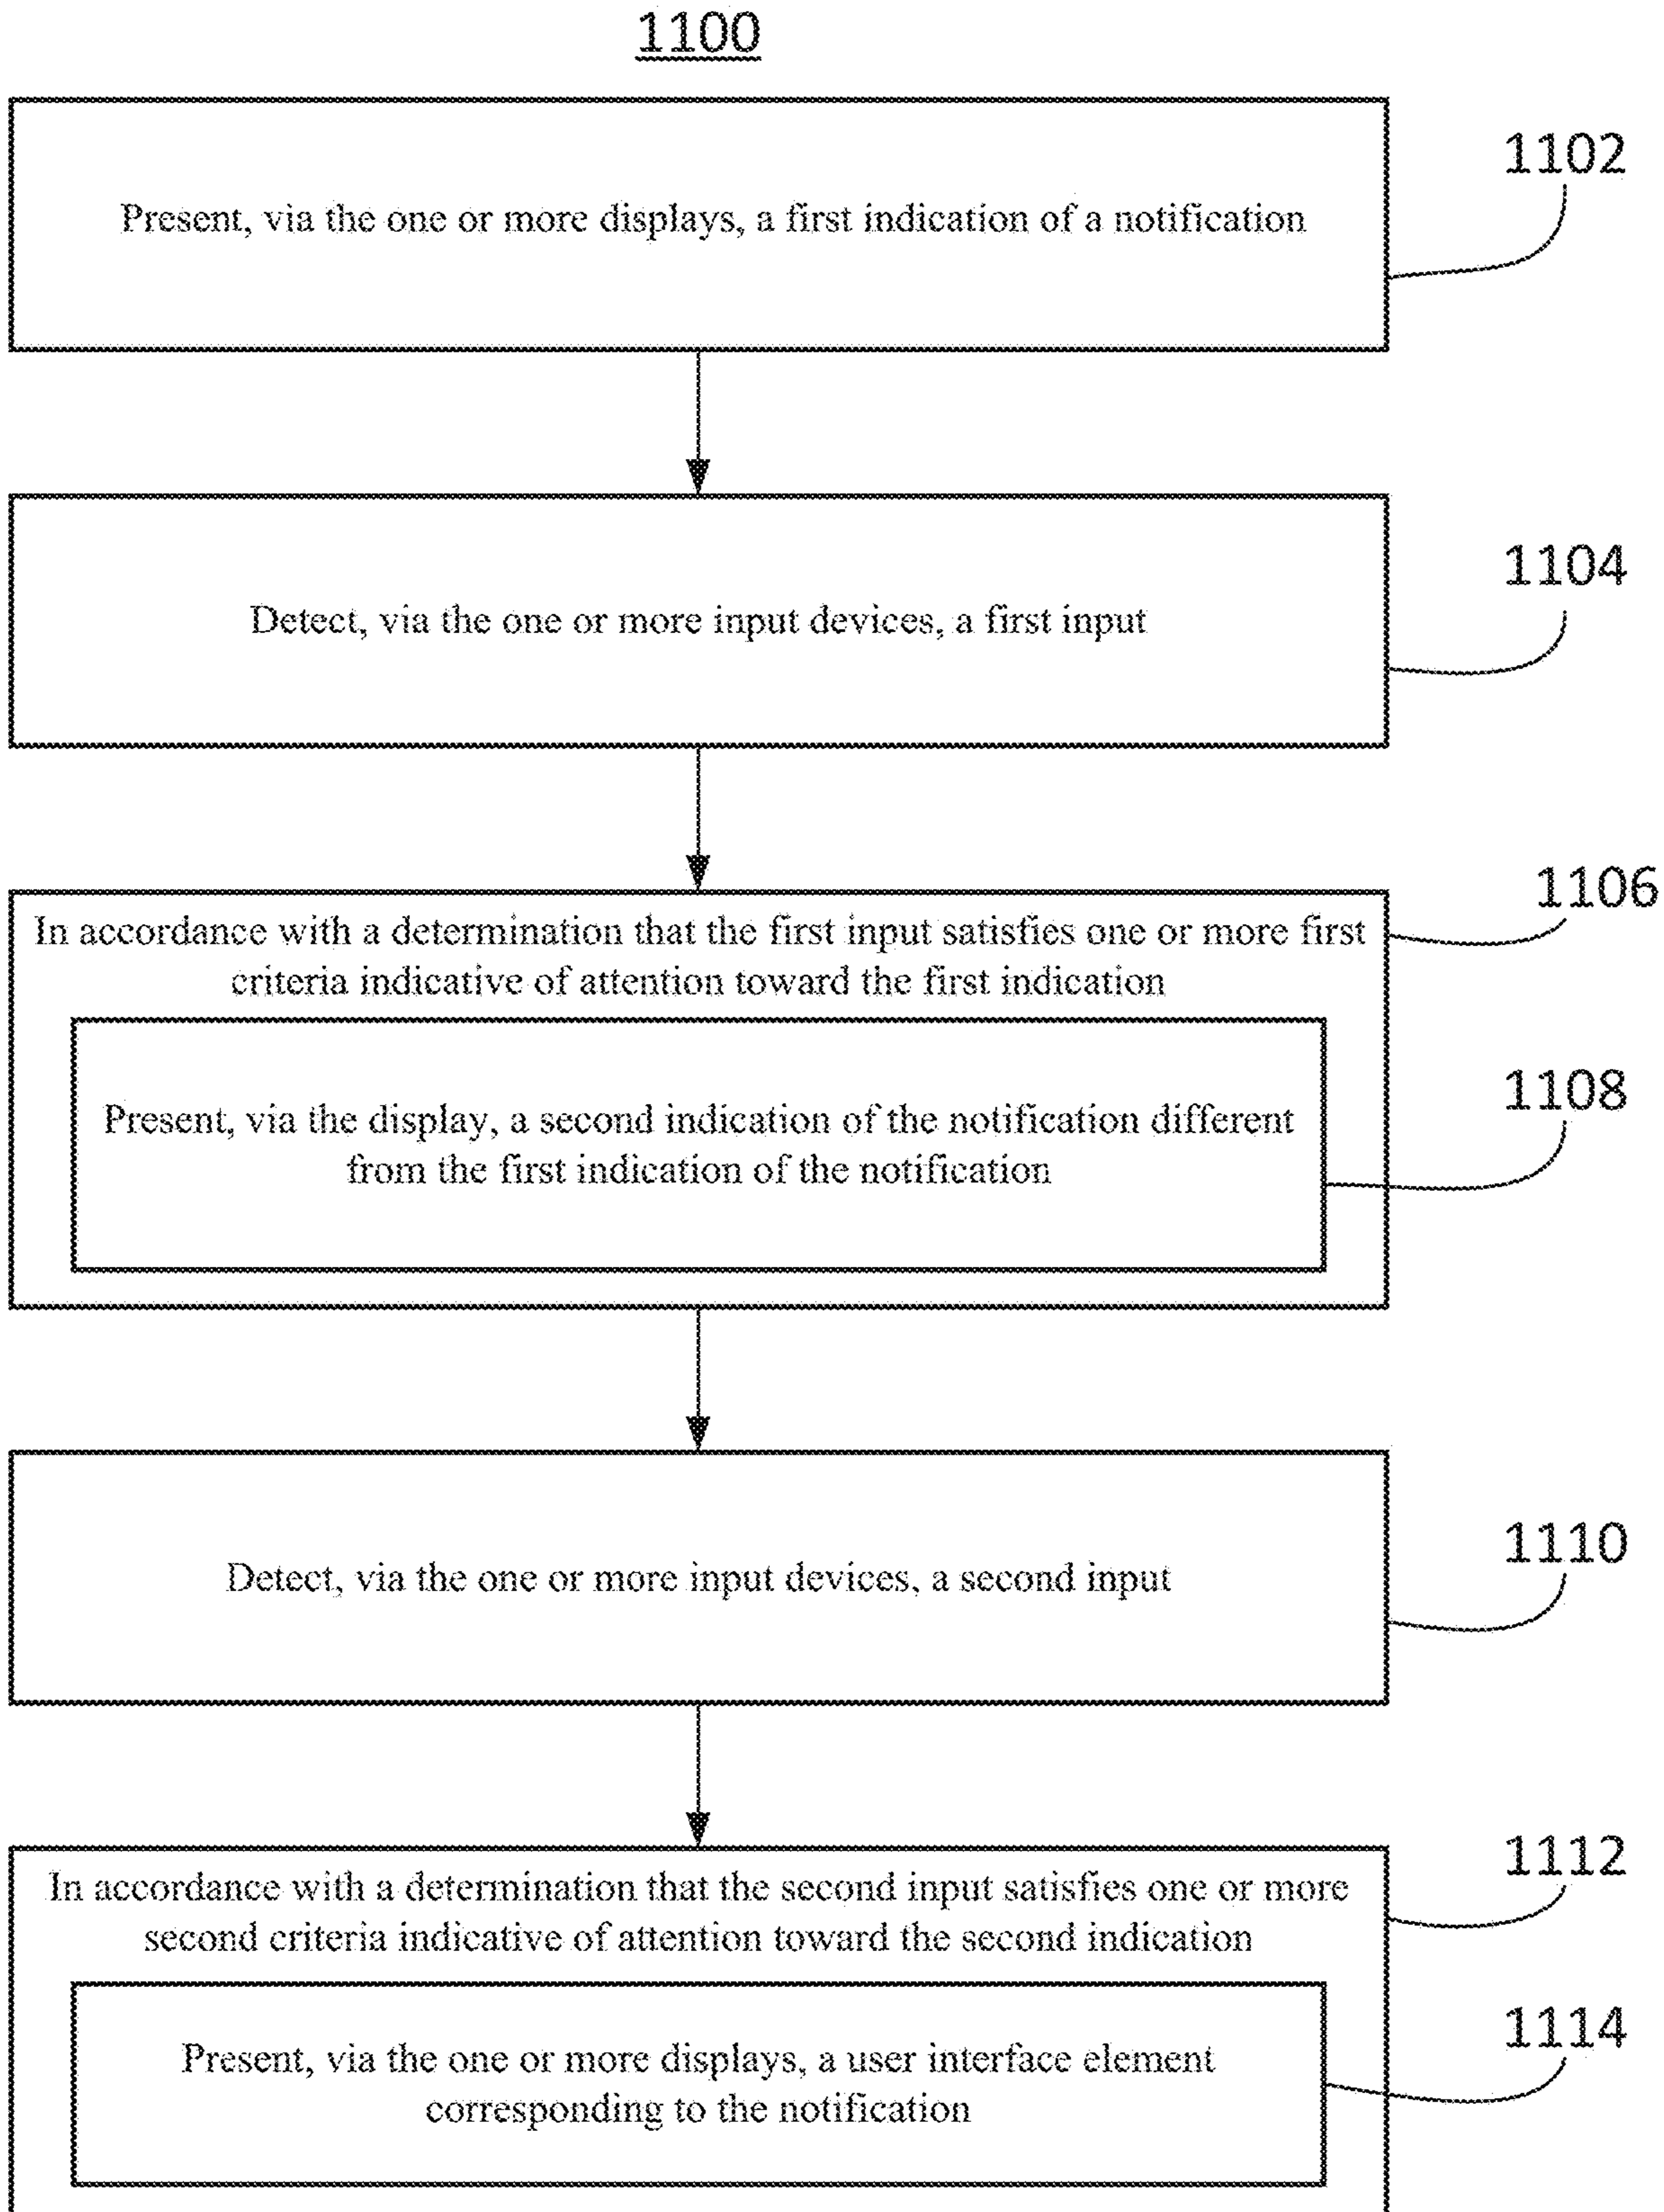 1100
Present, via the one or more displays, a first indication of a notification
1102
Detect, via the one or more input devices, a first input
1104
In accordance with a determination that the first input satisfies one or more first
criteria indicative of attention toward the first indication
1106
Present, via the display, a second indication of the notification different
from the first indication of the notification
1108
Detect, via the one or more input devices, a second input
1110
In accordance with a determination that the second input satisfies one or more
second criteria indicative of attention toward the second indication
1112
Present, via the one or more displays, a user interface element
corresponding to the notification
1114